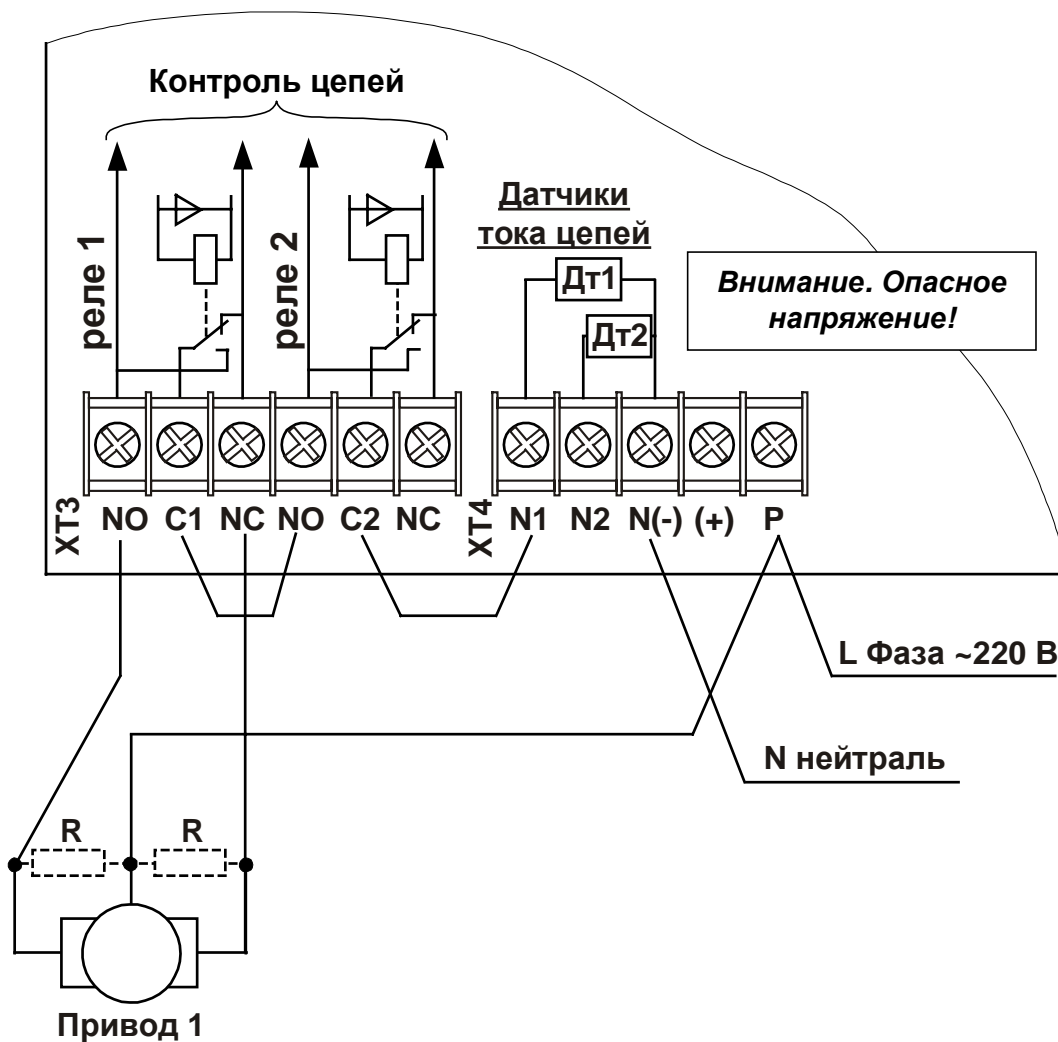 Контроль цепей
реле 1
реле 2
Датчики
тока цепей
Дт1
Дт2
Внимание. Опасное
напряжение!
XT3
NO C1 NC NO C2 NC
XT4
N1 N2 N(-) (+) P
L Фаза ~220 В
N нейтраль
R R
Привод 1